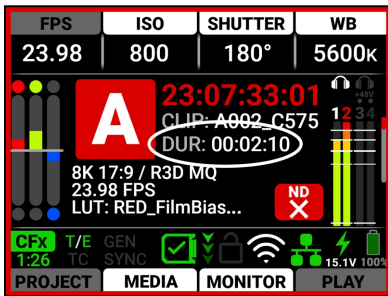 FPS ISO SHUTTER WB
23.98 800 180° 5600K
A 23:07:33:01
CLIP: A002_C575
DUR: 00:02:10
8K 17:9 / R3D MQ
23.98 FPS
LUT: RED_FilmBias...
ND
+48V
1 2 3 4
CFx T/E GEN
1:26 TC SYNC
15.1V 100%
PROJECT MEDIA MONITOR PLAY